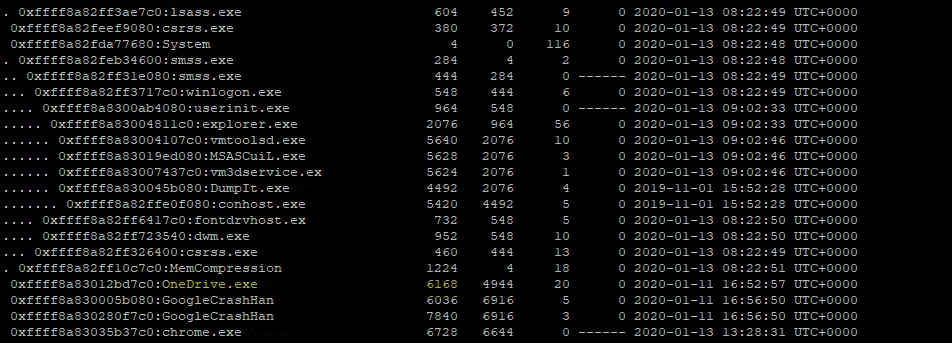 . 0xffff8a82ff3ae7c0:lsass.exe 604 452 9 0 2020-01-13 08:22:49 UTC+0000
0xffff8a82feef9080:csrss.exe 380 372 10 0 2020-01-13 08:22:49 UTC+0000
0xffff8a82fda77680:System 4 0 116 0 2020-01-13 08:22:48 UTC+0000
. 0xffff8a82feb34600:smss.exe 284 4 2 0 2020-01-13 08:22:48 UTC+0000
.. 0xffff8a82ff31e080:smss.exe 444 284 0 ------ 2020-01-13 08:22:49 UTC+0000
... 0xffff8a82ff3717c0:winlogon.exe 548 444 6 0 2020-01-13 08:22:49 UTC+0000
.... 0xffff8a8300ab4080:userinit.exe 964 548 0 ------ 2020-01-13 09:02:33 UTC+0000
..... 0xffff8a83004811c0:explorer.exe 2076 964 56 0 2020-01-13 09:02:33 UTC+0000
...... 0xffff8a83004107c0:vmtoolsd.exe 5640 2076 10 0 2020-01-13 09:02:46 UTC+0000
...... 0xffff8a83019ed080:MSASCuiL.exe 5628 2076 3 0 2020-01-13 09:02:46 UTC+0000
...... 0xffff8a83007437c0:vm3dservice.ex 5624 2076 1 0 2020-01-13 09:02:46 UTC+0000
...... 0xffff8a830045b080:DumpIt.exe 4492 2076 4 0 2019-11-01 15:52:28 UTC+0000
....... 0xffff8a82ffe0f080:conhost.exe 5420 4492 5 0 2019-11-01 15:52:28 UTC+0000
.... 0xffff8a82ff6417c0:fontdrvhost.ex 732 548 5 0 2020-01-13 08:22:50 UTC+0000
.... 0xffff8a82ff723540:dwm.exe 952 548 10 0 2020-01-13 08:22:50 UTC+0000
... 0xffff8a82ff326400:csrss.exe 460 444 13 0 2020-01-13 08:22:49 UTC+0000
. 0xffff8a82ff10c7c0:MemCompression 1224 4 18 0 2020-01-13 08:22:51 UTC+0000
0xffff8a83012bd7c0:OneDrive.exe 6168 4944 20 0 2020-01-11 16:52:57 UTC+0000
0xffff8a830005b080:GoogleCrashHan 6036 6916 5 0 2020-01-11 16:56:50 UTC+0000
0xffff8a830280f7c0:GoogleCrashHan 7840 6916 3 0 2020-01-11 16:56:50 UTC+0000
0xffff8a83035b37c0:chrome.exe 6728 6644 0 ------ 2020-01-13 13:28:31 UTC+0000